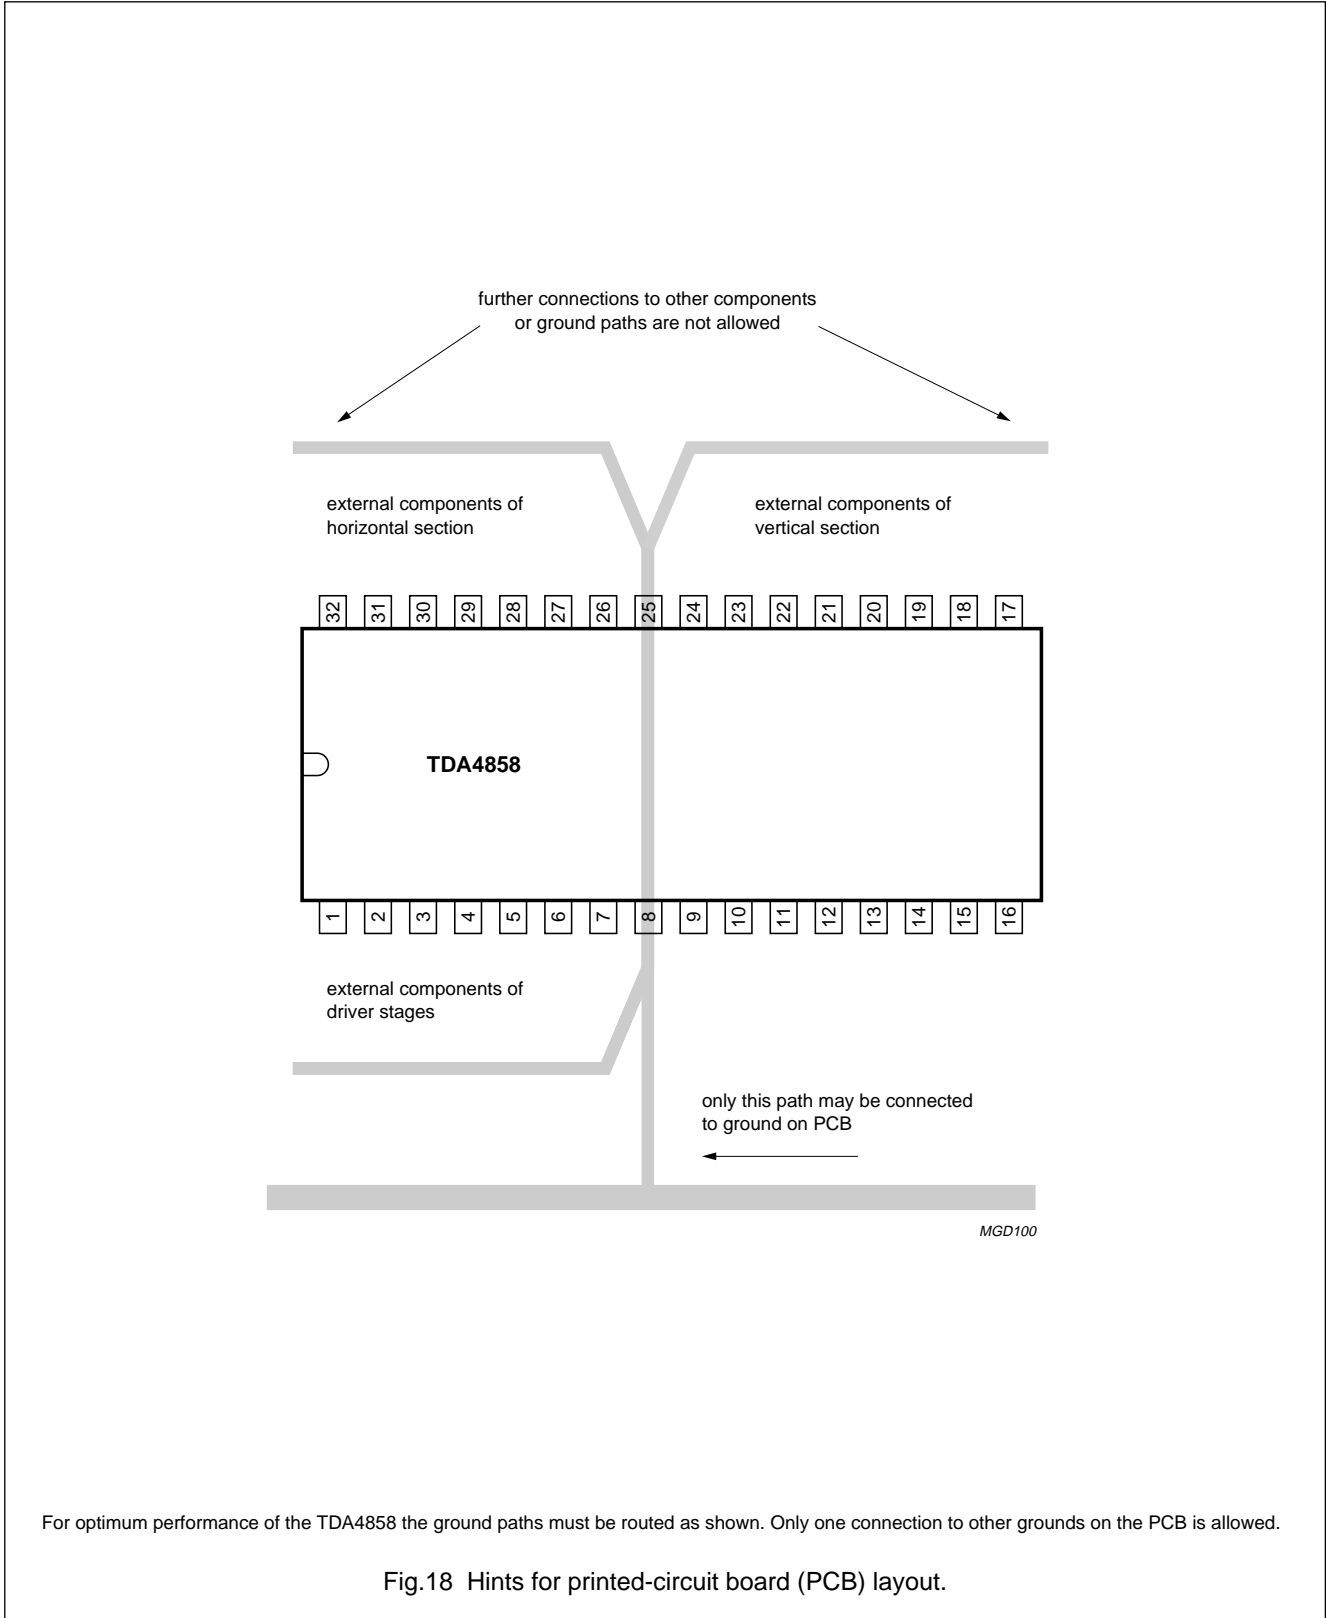 further connections to other components
or ground paths are not allowed
external components of
horizontal section
external components of
vertical section
32 31 30 29 28 27 26 25 24 23 22 21 20 19 18 17
TDA4858
1 2 3 4 5 6 7 8 9 10 11 12 13 14 15 16
external components of
driver stages
only this path may be connected
to ground on PCB
MGD100
For optimum performance of the TDA4858 the ground paths must be routed as shown. Only one connection to other grounds on the PCB is allowed.
Fig.18 Hints for printed-circuit board (PCB) layout.